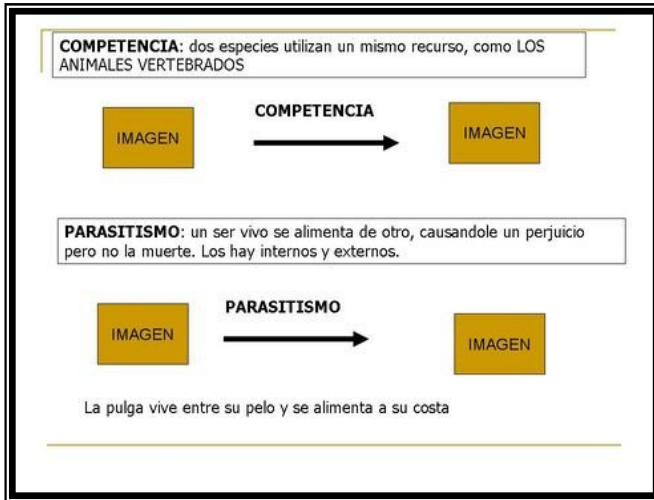 COMPETENCIA: dos especies utilizan un mismo recurso, como LOS
ANIMALES VERTEBRADOS
COMPETENCIA
IMAGEN
IMAGEN
PARASITISMO: un ser vivo se alimenta de otro, causandole un perjuicio
pero no la muerte. Los hay internos y externos.
PARASITISMO
IMAGEN
IMAGEN
La pulga vive entre su pelo y se alimenta a su costa